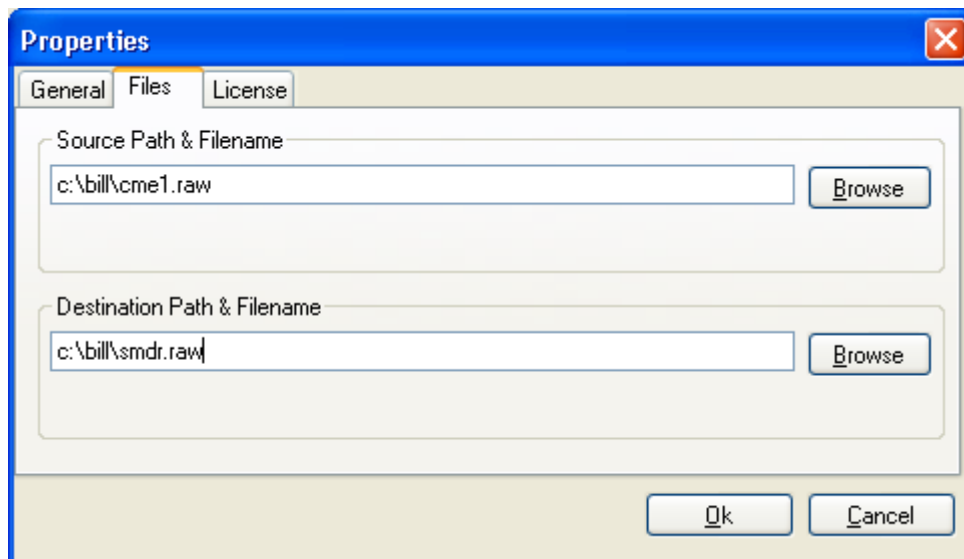 Properties
General Files License
Source Path & Filename
c:\bill\cme1.raw Browse
Destination Path & Filename
c:\bill\smdr.raw Browse
Ok Cancel